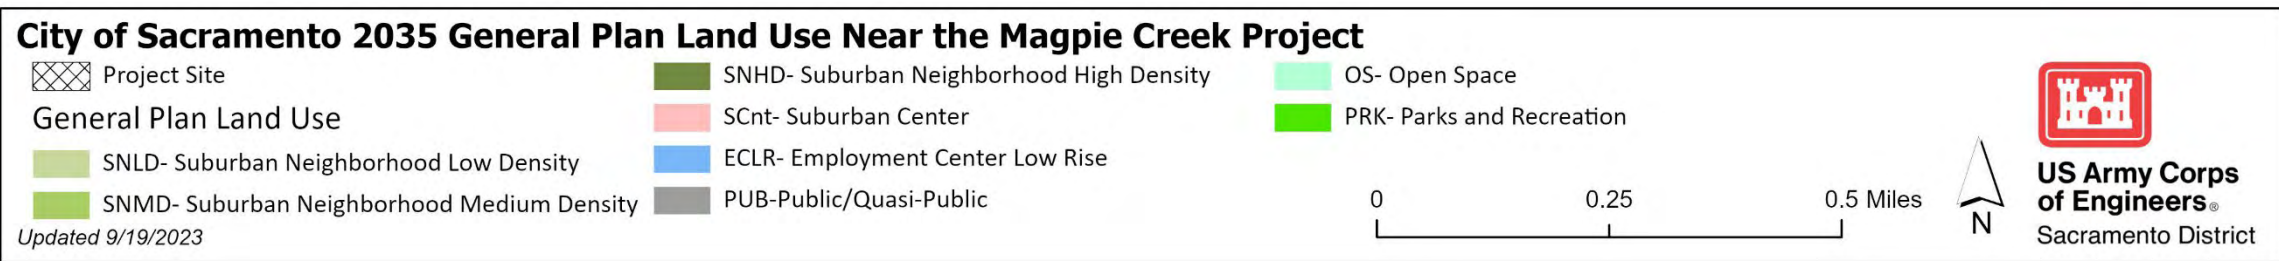 City of Sacramento 2035 General Plan Land Use Near the Magpie Creek Project
Project Site
General Plan Land Use
SNLD- Suburban Neighborhood Low Density
SNMD- Suburban Neighborhood Medium Density
Updated 9/19/2023
SNHD- Suburban Neighborhood High Density
SCnt- Suburban Center
ECLR- Employment Center Low Rise
PUB-Public/Quasi-Public
OS- Open Space
PRK- Parks and Recreation
0 0.25 0.5 Miles
N
US Army Corps
of Engineers®
Sacramento District